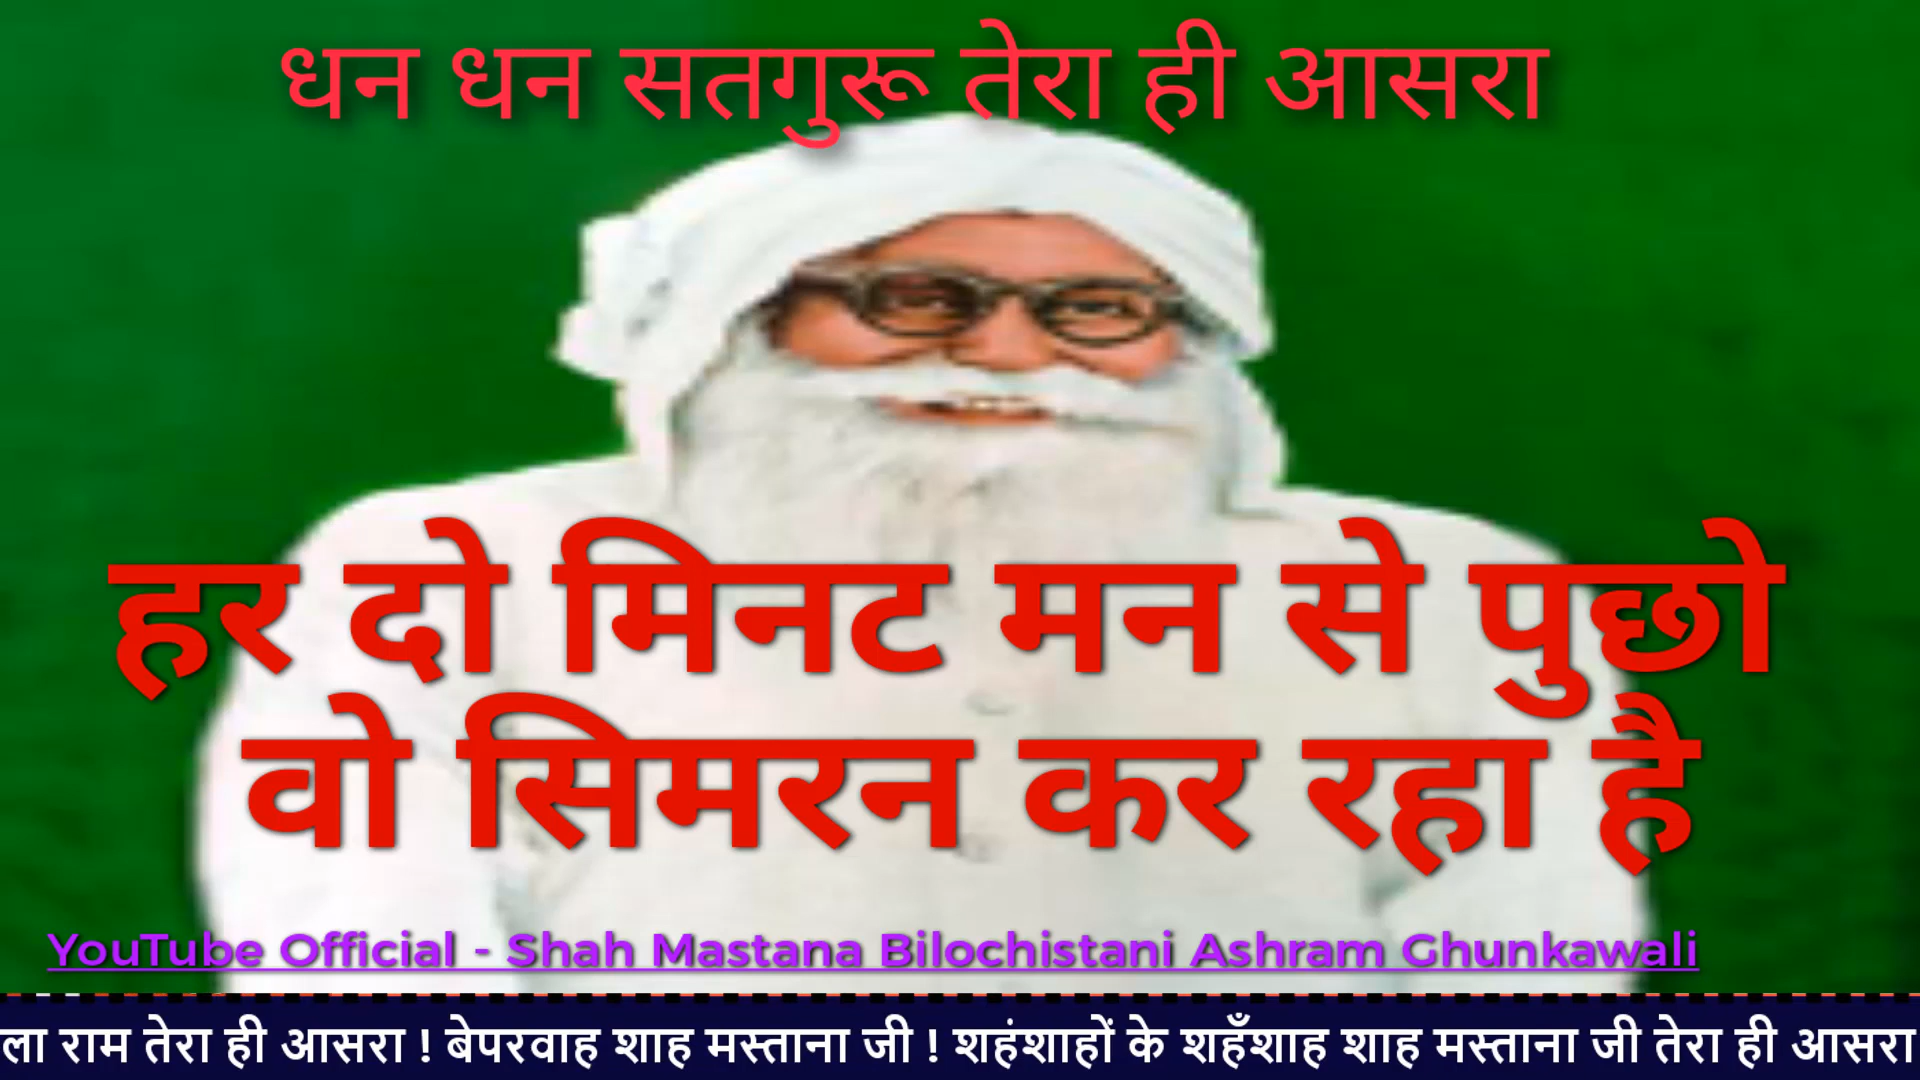 धन धन सतगुरू तेरा ही आसरा
हर दो मिनट मन से पुछो
वो सिमरन कर रहा है
YouTube Official - Shah Mastana Bilochistani Ashram Ghunkawali
ला राम तेरा ही आसरा ! बेपरवाह शाह मस्ताना जी ! शहंशाहों के शहँशाह शाह मस्ताना जी तेरा ही आसरा